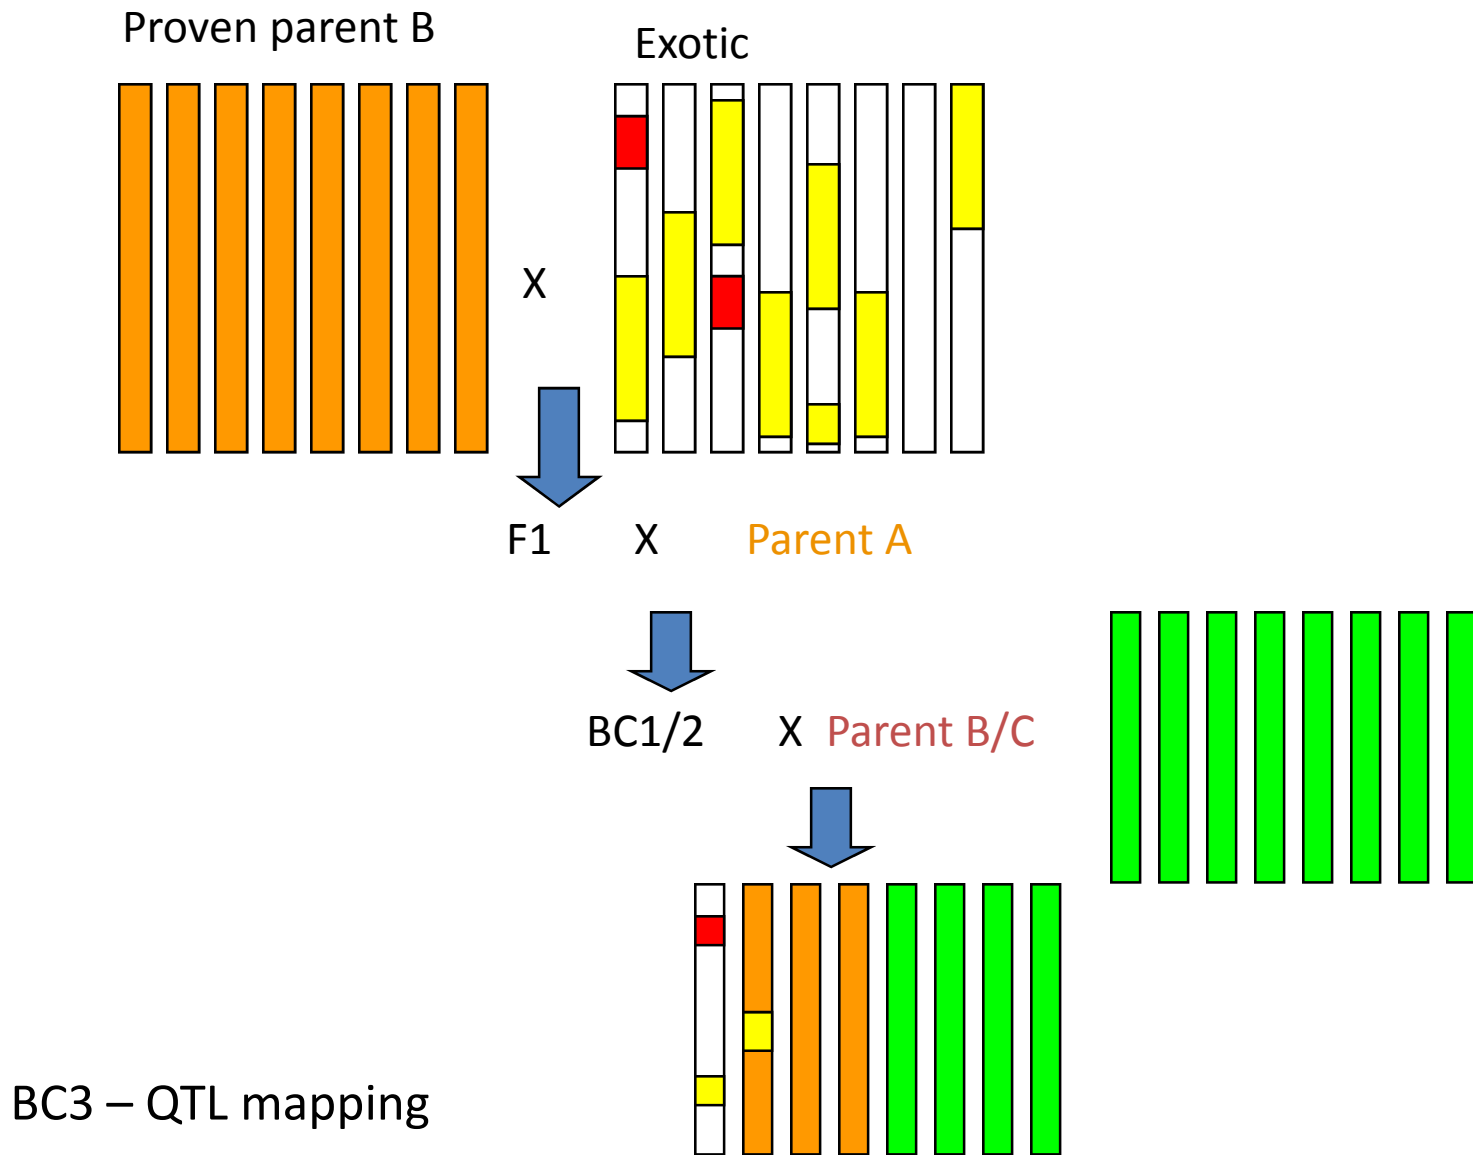 Proven parent B
Exotic
X
F1 X Parent A
BC1/2 X Parent B/C
BC3 – QTL mapping